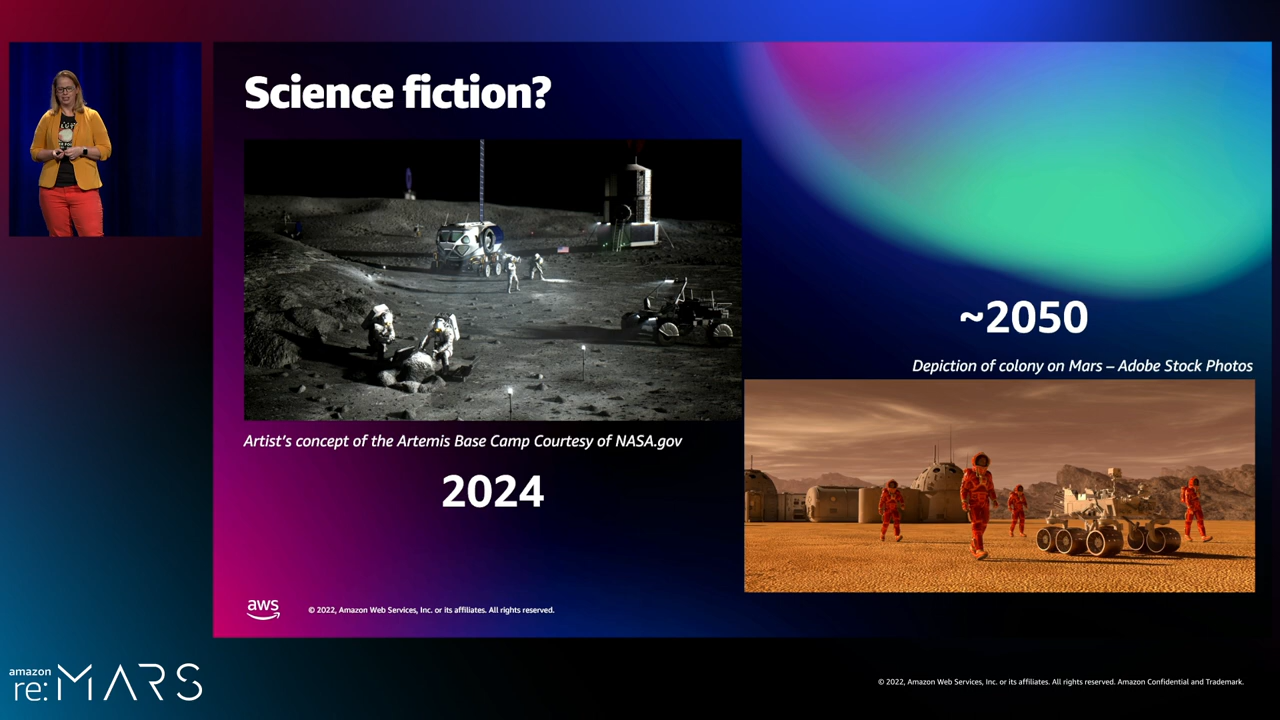 Science fiction?
~2050
Depiction of colony on Mars – Adobe Stock Photos
Artist's concept of the Artemis Base Camp Courtesy of NASA.gov
2024
aws
© 2022, Amazon Web Services, Inc. or its affiliates. All rights reserved.
amazon
re:MARS
© 2022, Amazon Web Services, Inc. or its affiliates. All rights reserved. Amazon Confidential and Trademark.